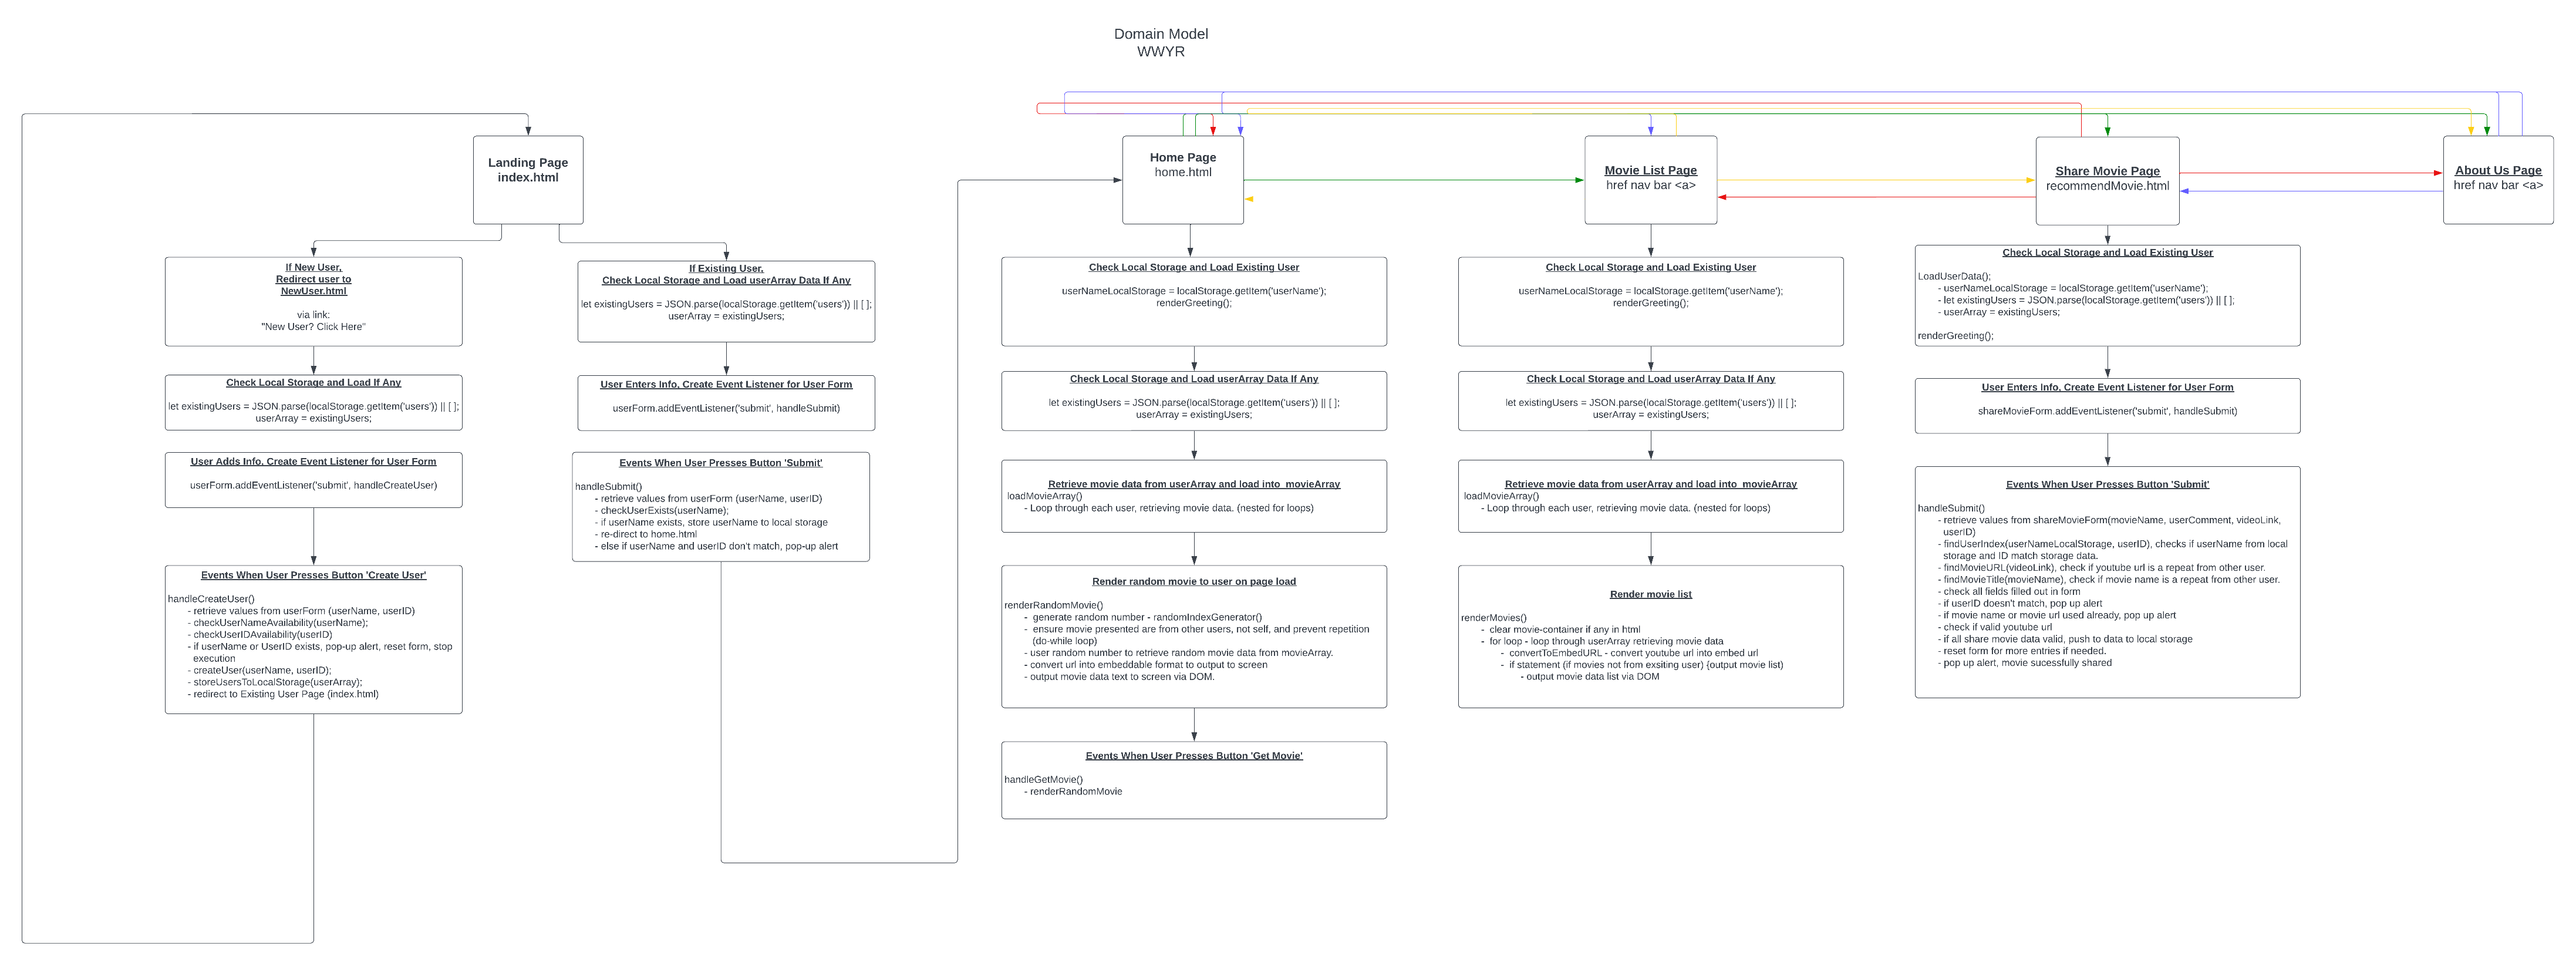 Domain Model
WWYR
Landing Page
index.html
Home Page
home.html
Movie List Page
href nav bar <a>
Share Movie Page
recommendMovie.html
About Us Page
href nav bar <a>
If New User,
Redirect user to
NewUser.html
via link:
"New User? Click Here"
Check Local Storage and Load If Any
let existingUsers = JSON.parse(localStorage.getItem('users')) || [ ];
userArray = existingUsers;
User Adds Info, Create Event Listener for User Form
userForm.addEventListener('submit', handleCreateUser)
Events When User Presses Button 'Create User'
handleCreateUser()
- retrieve values from userForm (userName, userID)
- checkUserNameAvailability(userName);
- checkUserIDAvailability(userID)
- if userName or UserID exists, pop-up alert, reset form, stop
execution
- createUser(userName, userID);
- storeUsersToLocalStorage(userArray);
- redirect to Existing User Page (index.html)
If Existing User,
Check Local Storage and Load userArray Data If Any
let existingUsers = JSON.parse(localStorage.getItem('users')) || [ ];
userArray = existingUsers;
User Enters Info, Create Event Listener for User Form
userForm.addEventListener('submit', handleSubmit)
Events When User Presses Button 'Submit'
handleSubmit()
- retrieve values from userForm (userName, userID)
- checkUserExists(userName);
- if userName exists, store userName to local storage
- re-direct to home.html
- else if userName and userID don't match, pop-up alert
Check Local Storage and Load Existing User
userNameLocalStorage = localStorage.getItem('userName');
renderGreeting();
Check Local Storage and Load userArray Data If Any
let existingUsers = JSON.parse(localStorage.getItem('users')) || [ ];
userArray = existingUsers;
Retrieve movie data from userArray and load into  movieArray
loadMovieArray()
- Loop through each user, retrieving movie data. (nested for loops)
Render random movie to user on page load
renderRandomMovie()
- generate random number - randomIndexGenerator()
- ensure movie presented are from other users, not self, and prevent repetition
(do-while loop)
- user random number to retrieve random movie data from movieArray.
- convert url into embeddable format to output to screen
- output movie data text to screen via DOM.
Events When User Presses Button 'Get Movie'
handleGetMovie()
- renderRandomMovie
Check Local Storage and Load Existing User
userNameLocalStorage = localStorage.getItem('userName');
renderGreeting();
Check Local Storage and Load userArray Data If Any
let existingUsers = JSON.parse(localStorage.getItem('users')) || [ ];
userArray = existingUsers;
Retrieve movie data from userArray and load into  movieArray
loadMovieArray()
- Loop through each user, retrieving movie data. (nested for loops)
Render movie list
renderMovies()
- clear movie-container if any in html
- for loop - loop through userArray retrieving movie data
- convertToEmbedURL - convert youtube url into embed url
- if statement (if movies not from exsiting user) {output movie list)
- output movie data list via DOM
Check Local Storage and Load Existing User
LoadUserData();
- userNameLocalStorage = localStorage.getItem('userName');
- let existingUsers = JSON.parse(localStorage.getItem('users')) || [ ];
- userArray = existingUsers;
renderGreeting();
User Enters Info, Create Event Listener for User Form
shareMovieForm.addEventListener('submit', handleSubmit)
Events When User Presses Button 'Submit'
handleSubmit()
- retrieve values from shareMovieForm(movieName, userComment, videoLink,
userID)
- findUserIndex(userNameLocalStorage, userID), checks if userName from local
storage and ID match storage data.
- findMovieURL(videoLink), check if youtube url is a repeat from other user.
- findMovieTitle(movieName), check if movie name is a repeat from other user.
- check all fields filled out in form
- if userID doesn't match, pop up alert
- if movie name or movie url used already, pop up alert
- check if valid youtube url
- if all share movie data valid, push to data to local storage
- reset form for more entries if needed.
- pop up alert, movie sucessfully shared